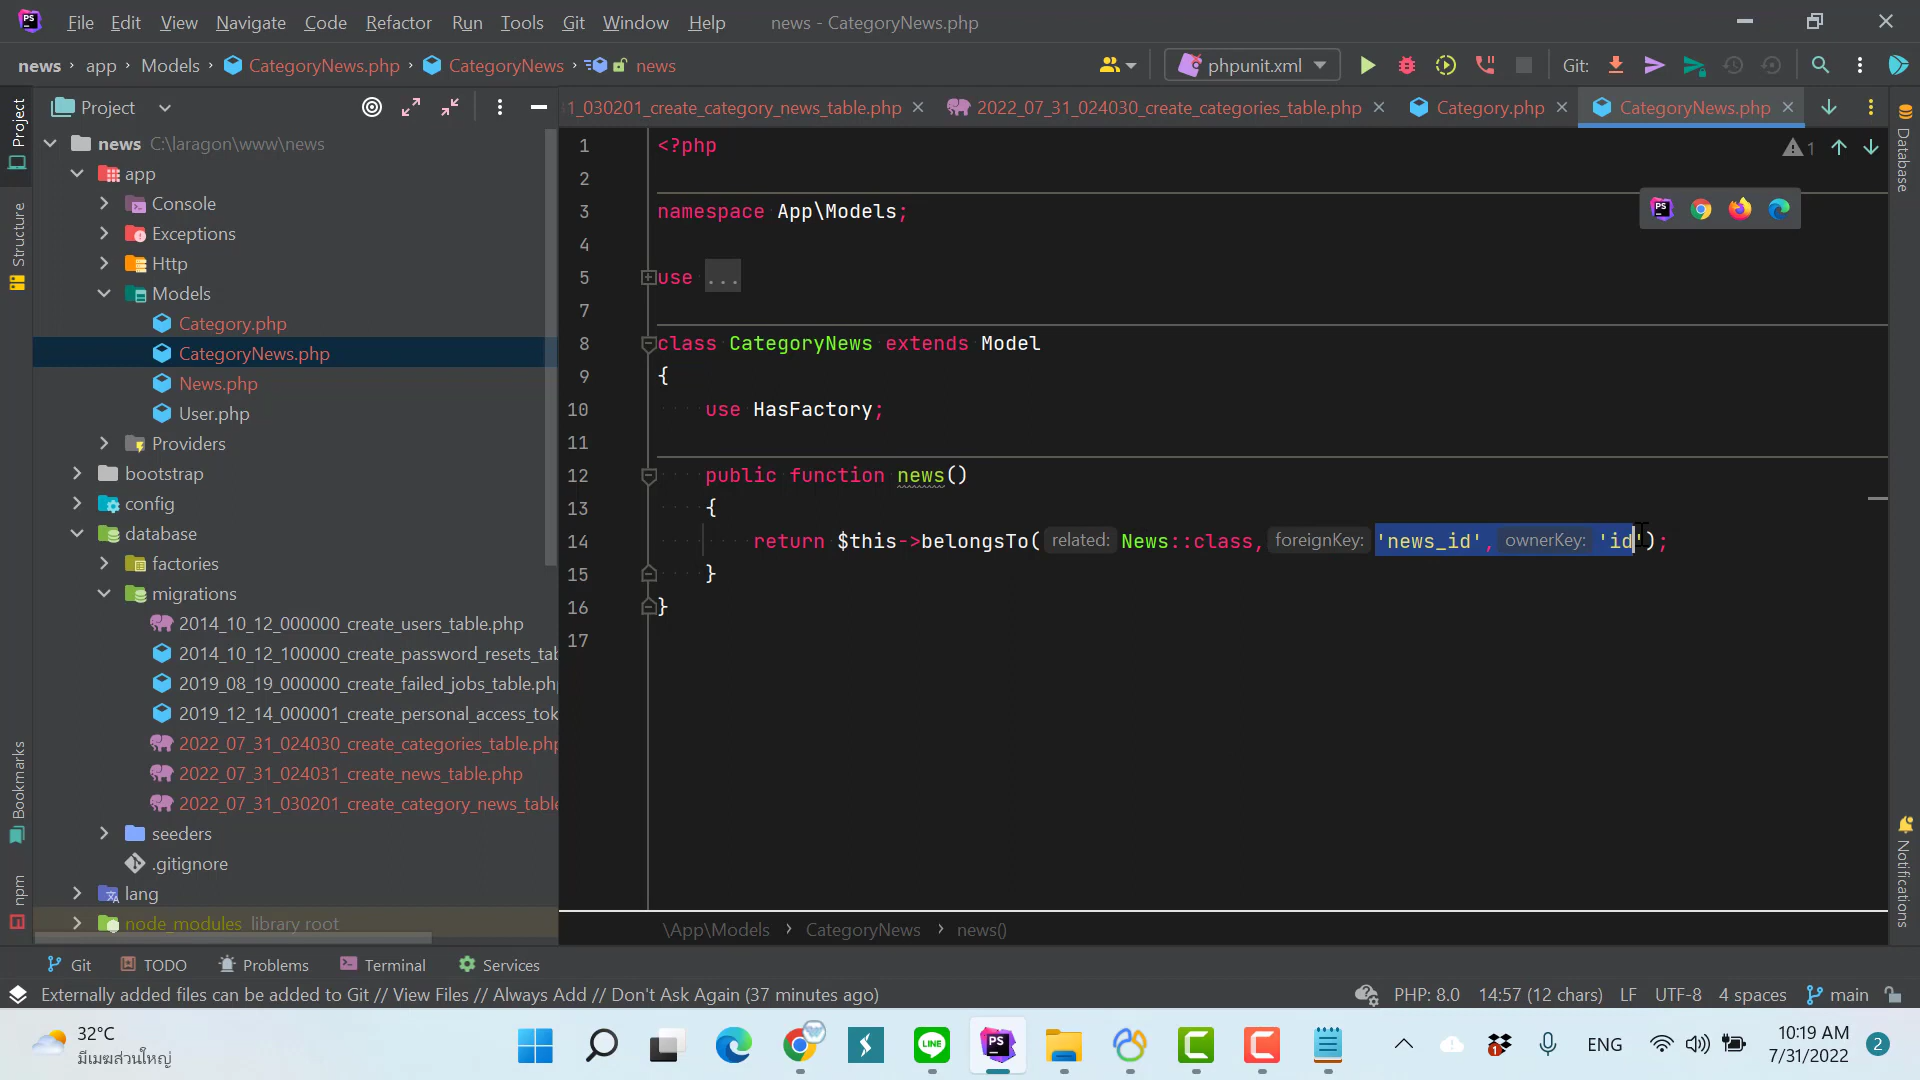 File Edit View Navigate Code Refactor Run Tools Git Window Help news - CategoryNews.php
news app Models CategoryNews.php CategoryNews news phpunit.xml Git:
Project
1_030201_create_category_news_table.php 2022_07_31_024030_create_categories_table.php Category.php CategoryNews.php
news C:\laragon\www\news
app
Console
Exceptions
Http
Models
Category.php
CategoryNews.php
News.php
User.php
Providers
bootstrap
config
database
factories
migrations
2014_10_12_000000_create_users_table.php
2014_10_12_100000_create_password_resets_tab
2019_08_19_000000_create_failed_jobs_table.php
2019_12_14_000001_create_personal_access_tok
2022_07_31_024030_create_categories_table.php
2022_07_31_024031_create_news_table.php
2022_07_31_030201_create_category_news_table
seeders
.gitignore
lang
node_modules library root
1 <?php
2
3 namespace App\Models;
4
5 use ...
7
8 class CategoryNews extends Model
9 {
10 use HasFactory;
11
12 public function news()
13 {
14 return $this->belongsTo( related: News::class, foreignKey: 'news_id', ownerKey: 'id');
15 }
16 }
17
1
\App\Models CategoryNews news()
Project
Structure
Bookmarks
npm
Database
Notifications
Git TODO Problems Terminal Services
Externally added files can be added to Git // View Files // Always Add // Don't Ask Again (37 minutes ago) PHP: 8.0 14:57 (12 chars) LF UTF-8 4 spaces main
32°C
มีเมฆส่วนใหญ่
PS
LINE
1
ENG
10:19 AM
7/31/2022
2